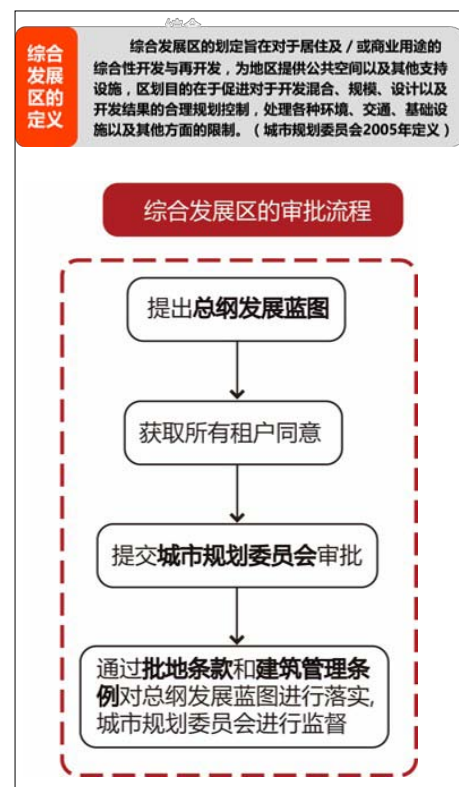 综合
综合
发展
区的
定义
综合发展区的划定旨在对于居住及 / 或商业用途的
综合性开发与再开发，为地区提供公共空间以及其他支持
设施，区划目的在于促进对于开发混合、规模、设计以及
开发结果的合理规划控制，处理各种环境、交通、基础设
施以及其他方面的限制。（城市规划委员会2005年定义）
综合发展区的审批流程
提出总纲发展蓝图
获取所有租户同意
提交城市规划委员会审批
通过批地条款和建筑管理条
例对总纲发展蓝图进行落实,
城市规划委员会进行监督